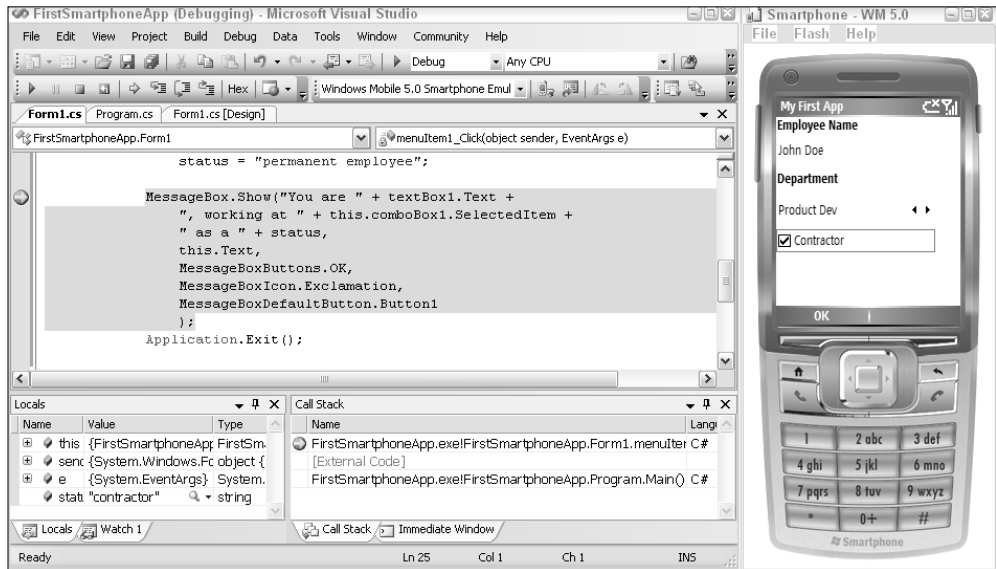 FirstSmartphoneApp (Debugging) - Microsoft Visual Studio
File Edit View Project Build Debug Data Tools Window Community Help
Debug Any CPU
Hex Windows Mobile 5.0 Smartphone Emul
Form1.cs Program.cs Form1.cs [Design]
FirstSmartphoneApp.Form1 menuItem1_Click(object sender, EventArgs e)
status = "permanent employee";
MessageBox.Show("You are " + textBox1.Text +
", working at " + this.comboBox1.SelectedItem +
" as a " + status,
this.Text,
MessageBoxButtons.OK,
MessageBoxIcon.Exclamation,
MessageBoxDefaultButton.Button1
);
Application.Exit();
Locals
Name Value Type
this {FirstSmartphoneApp FirstSm
senc {System.Windows.Fc object {
e {System.EventArgs} System.
stat "contractor" string
Locals Watch 1
Call Stack
Name Langu
FirstSmartphoneApp.exe!FirstSmartphoneApp.Form1.menuIter C#
[External Code]
FirstSmartphoneApp.exe!FirstSmartphoneApp.Program.Main() C#
Call Stack Immediate Window
Ready Ln 25 Col 1 Ch 1 INS
Smartphone - WM 5.0
File Flash Help
My First App
Employee Name
John Doe
Department
Product Dev
Contractor
OK
1 2 abc 3 def
4 ghi 5 jkl 6 mno
7 pqrs 8 tuv 9 wxyz
* 0+ #
Smartphone